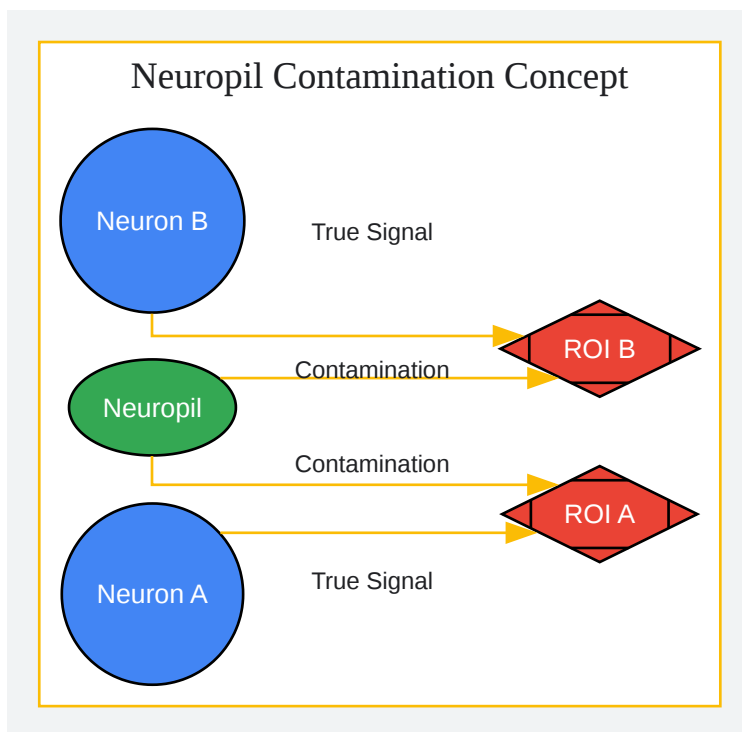 Neuropil Contamination Concept
Neuron B
True Signal
ROI B
Contamination
Neuropil
Contamination
ROI A
True Signal
Neuron A